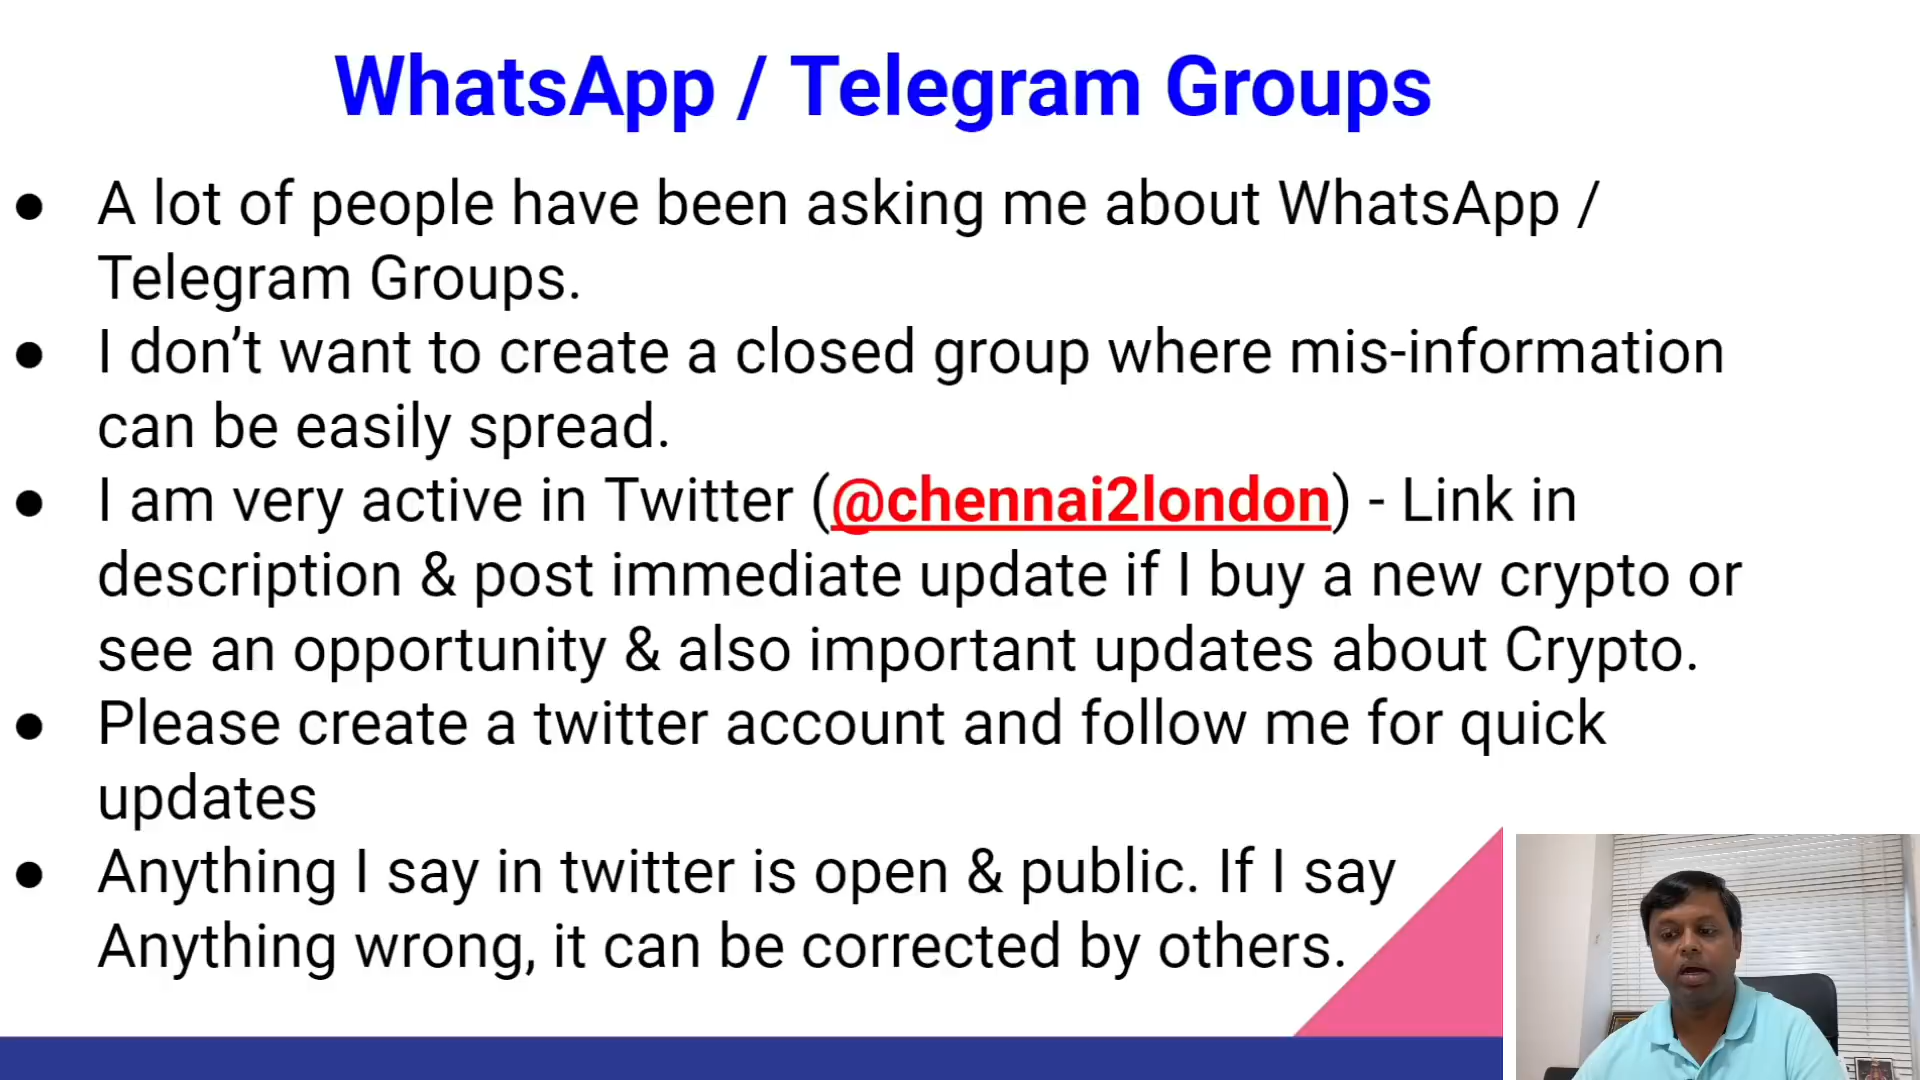 WhatsApp / Telegram Groups
● A lot of people have been asking me about WhatsApp /
Telegram Groups.
● I don’t want to create a closed group where mis-information
can be easily spread.
● I am very active in Twitter (@chennai2london) - Link in
description & post immediate update if I buy a new crypto or
see an opportunity & also important updates about Crypto.
● Please create a twitter account and follow me for quick
updates
● Anything I say in twitter is open & public. If I say
Anything wrong, it can be corrected by others.